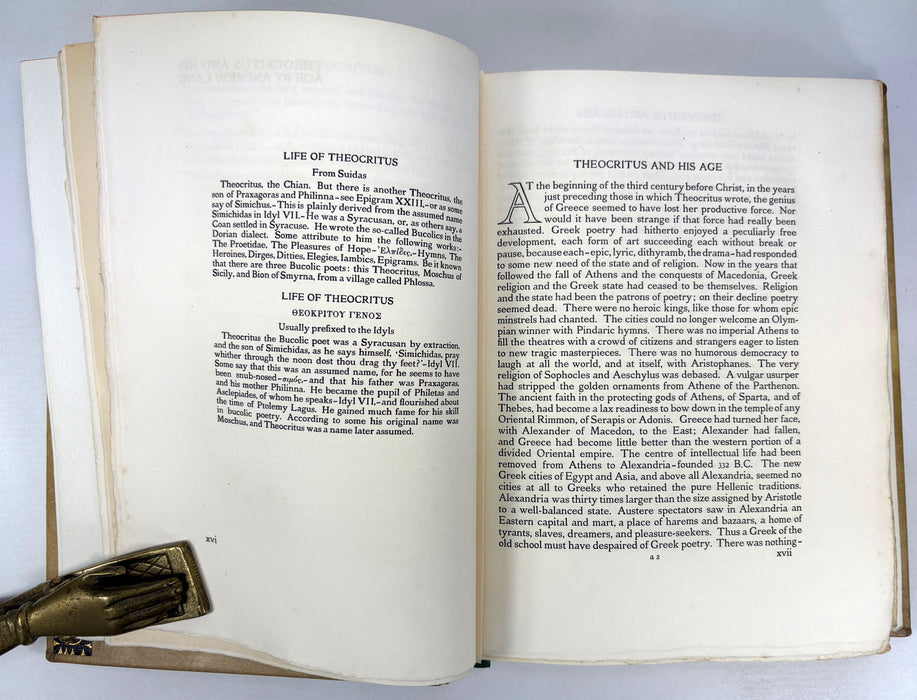 LIFE OF THEOCRITUS
From Suidas
Theocritus, the Chian. But there is another Theocritus, the
son of Praxagoras and Philinna-see Epigram XXIII,-or as some
say of Simichus.-This is plainly derived from the assumed name
Simichidas in Idyl VII.-He was a Syracusan, or, as others say, a
Coan settled in Syracuse. He wrote the so-called Bucolics in the
Dorian dialect. Some attribute to him the following works:-
The Proetidae, The Pleasures of Hope-Ἐλπίδες,-Hymns, The
Heroines, Dirges, Ditties, Elegies, Iambics, Epigrams. Be it known
that there are three Bucolic poets: this Theocritus, Moschus of
Sicily, and Bion of Smyrna, from a village called Phlossa.
LIFE OF THEOCRITUS
ΘΕΟΚΡΙΤΟΥ ΓΕΝΟΣ
Usually prefixed to the Idyls
Theocritus the Bucolic poet was a Syracusan by extraction,
and the son of Simichidas, as he says himself, 'Simichidas, pray
whither through the noon dost thou drag thy feet?'-Idyl VII.
Some say that this was an assumed name, for he seems to have
been snub-nosed-σιμός,-and that his father was Praxagoras,
and his mother Philinna. He became the pupil of Philetas and
Asclepiades, of whom he speaks-Idyl VII,-and flourished about
the time of Ptolemy Lagus. He gained much fame for his skill
in bucolic poetry. According to some his original name was
Moschus, and Theocritus was a name later assumed.
xvi
THEOCRITUS AND HIS AGE
AT the beginning of the third century before Christ, in the years
just preceding those in which Theocritus wrote, the genius
of Greece seemed to have lost her productive force. Nor
would it have been strange if that force had really been
exhausted. Greek poetry had hitherto enjoyed a peculiarly free
development, each form of art succeeding each without break or
pause, because each-epic, lyric, dithyramb, the drama-had responded
to some new need of the state and of religion. Now in the years that
followed the fall of Athens and the conquests of Macedonia, Greek
religion and the Greek state had ceased to be themselves. Religion
and the state had been the patrons of poetry; on their decline poetry
seemed dead. There were no heroic kings, like those for whom epic
minstrels had chanted. The cities could no longer welcome an Olym-
pian winner with Pindaric hymns. There was no imperial Athens to
fill the theatres with a crowd of citizens and strangers eager to listen
to new tragic masterpieces. There was no humorous democracy to
laugh at all the world, and at itself, with Aristophanes. The very
religion of Sophocles and Aeschylus was debased. A vulgar usurper
had stripped the golden ornaments from Athene of the Parthenon.
The ancient faith in the protecting gods of Athens, of Sparta, and of
Thebes, had become a lax readiness to bow down in the temple of any
Oriental Rimmon, of Serapis or Adonis. Greece had turned her face,
with Alexander of Macedon, to the East; Alexander had fallen,
and Greece had become little better than the western portion of a
divided Oriental empire. The centre of intellectual life had been
removed from Athens to Alexandria-founded 332 B.C. The new
Greek cities of Egypt and Asia, and above all Alexandria, seemed no
cities at all to Greeks who retained the pure Hellenic traditions.
Alexandria was thirty times larger than the size assigned by Aristotle
to a well-balanced state. Austere spectators saw in Alexandria an
Eastern capital and mart, a place of harems and bazaars, a home of
tyrants, slaves, dreamers, and pleasure-seekers. Thus a Greek of the
old school must have despaired of Greek poetry. There was nothing-
a 2
xvii